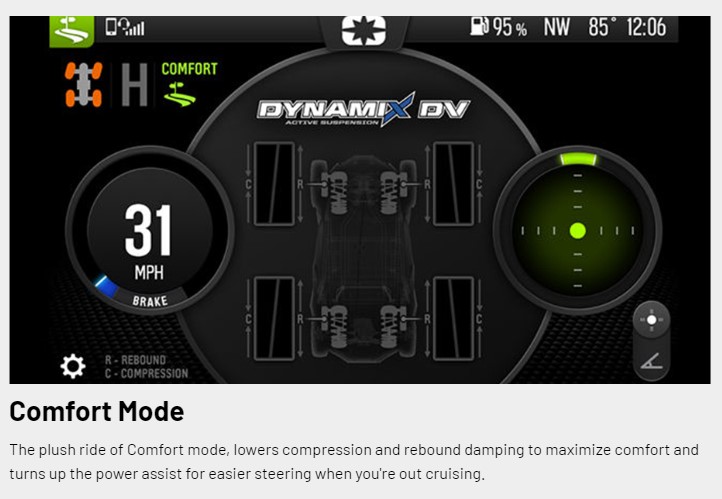 95% NW 85° 12:06
H COMFORT
DYNAMIX DV
ACTIVE SUSPENSION
C R R C
31
MPH
BRAKE
C R R C
R - REBOUND
C - COMPRESSION
Comfort Mode
The plush ride of Comfort mode, lowers compression and rebound damping to maximize comfort and
turns up the power assist for easier steering when you're out cruising.